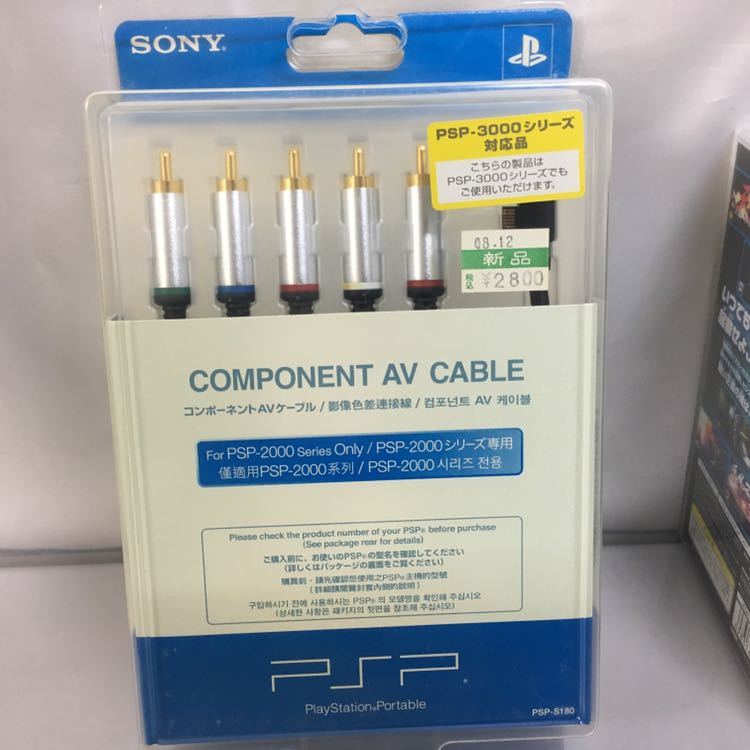 SONY
PSP-3000シリーズ
対応品
こちらの製品は
PSP-3000シリーズでも
ご使用いただけます。
08.12
新品
税込 ¥2800
COMPONENT AV CABLE
コンポーネントAVケーブル / 影像色差連接線 / 컴포넌트 AV 케이블
For PSP-2000 Series Only / PSP-2000シリーズ専用
僅適用PSP-2000系列 / PSP-2000 시리즈 전용
Please check the product number of your PSP® before purchase
(See package rear for details)
ご購入前に、お使いのPSP®の型名を確認してください
(詳しくはパッケージの裏面をご覧ください)
購買前，請先確認您使用之PSP®主機的型號
(詳細請閱覽封套內側的說明)
구입하시기 전에 사용하시는 PSP® 의 모델명을 확인해 주십시오
(상세한 사항은 패키지의 뒷면을 참조해 주십시오)
PSP
PlayStation®Portable
PSP-S180
いつでも